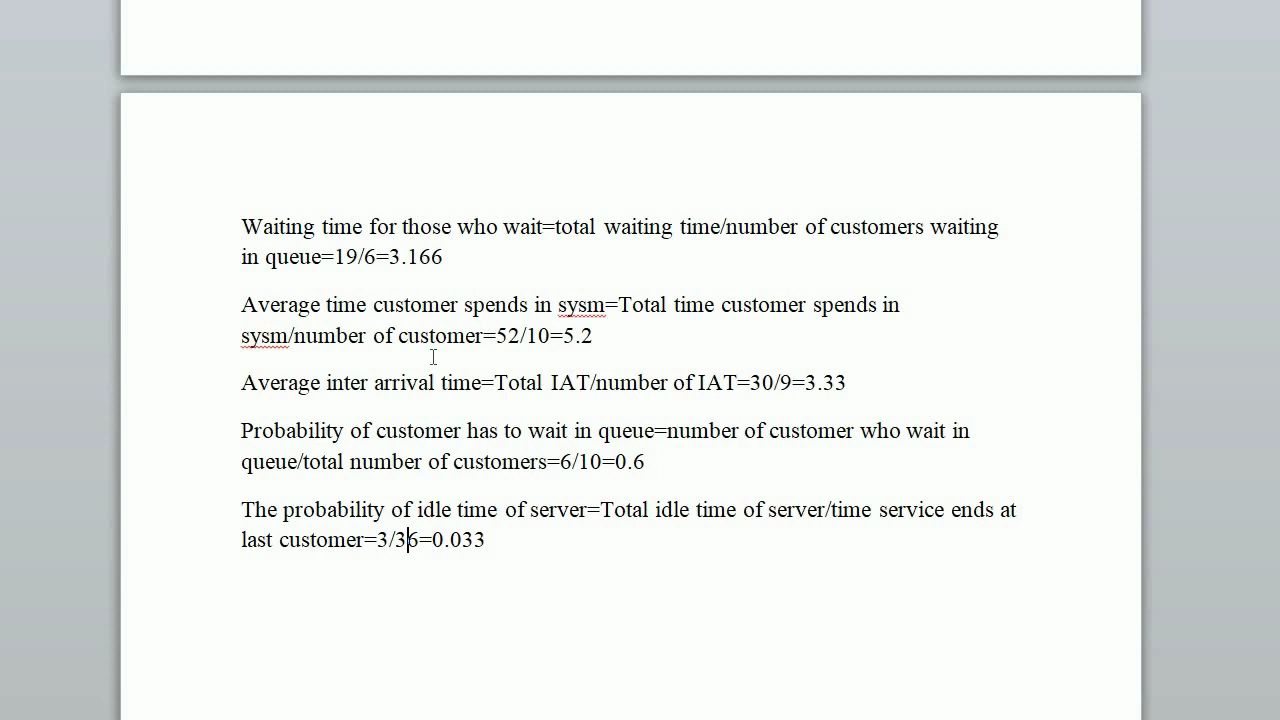 Waiting time for those who wait=total waiting time/number of customers waiting
in queue=19/6=3.166
Average time customer spends in sysm=Total time customer spends in
sysm/number of customer=52/10=5.2
Average inter arrival time=Total IAT/number of IAT=30/9=3.33
Probability of customer has to wait in queue=number of customer who wait in
queue/total number of customers=6/10=0.6
The probability of idle time of server=Total idle time of server/time service ends at
last customer=3/36=0.033